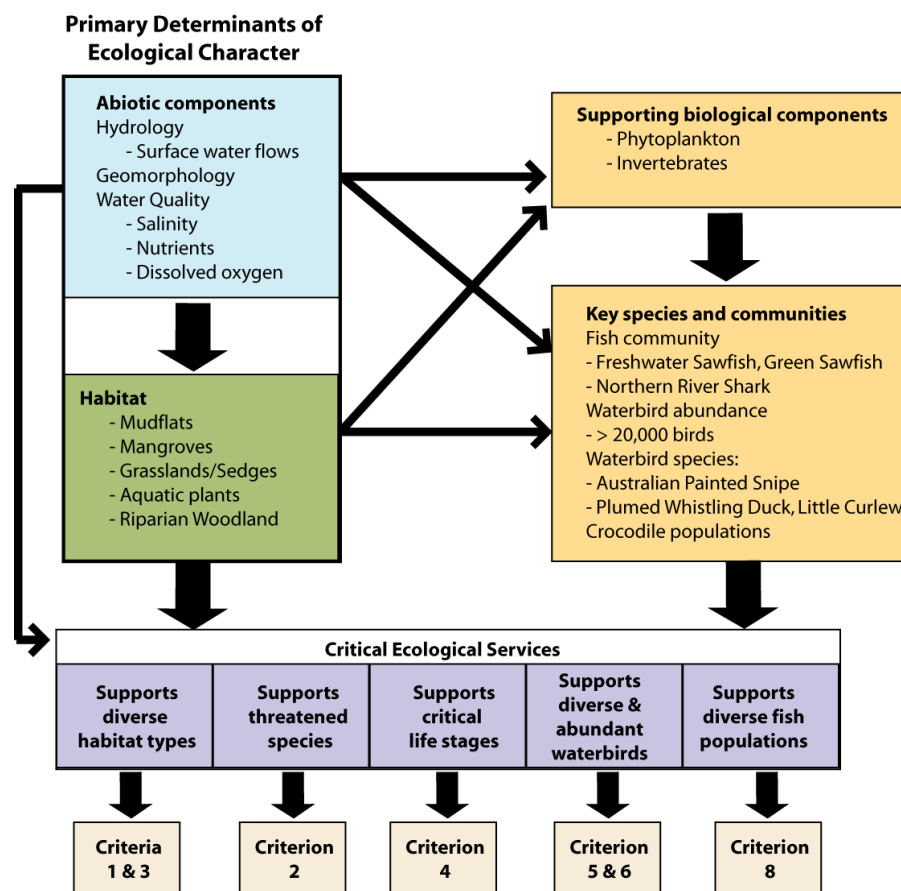 Primary Determinants of
Ecological Character
Abiotic components
Hydrology
- Surface water flows
Geomorphology
Water Quality
- Salinity
- Nutrients
- Dissolved oxygen
Habitat
- Mudflats
- Mangroves
- Grasslands/Sedges
- Aquatic plants
- Riparian Woodland
Supporting biological components
- Phytoplankton
- Invertebrates
Key species and communities
Fish community
- Freshwater Sawfish, Green Sawfish
- Northern River Shark
Waterbird abundance
- > 20,000 birds
Waterbird species:
- Australian Painted Snipe
- Plumed Whistling Duck, Little Curlew
Crocodile populations
Critical Ecological Services
Supports
diverse
habitat types
Supports
threatened
species
Supports
critical
life stages
Supports
diverse &
abundant
waterbirds
Supports
diverse fish
populations
Criteria
1 & 3
Criterion
2
Criterion
4
Criterion
5 & 6
Criterion
8